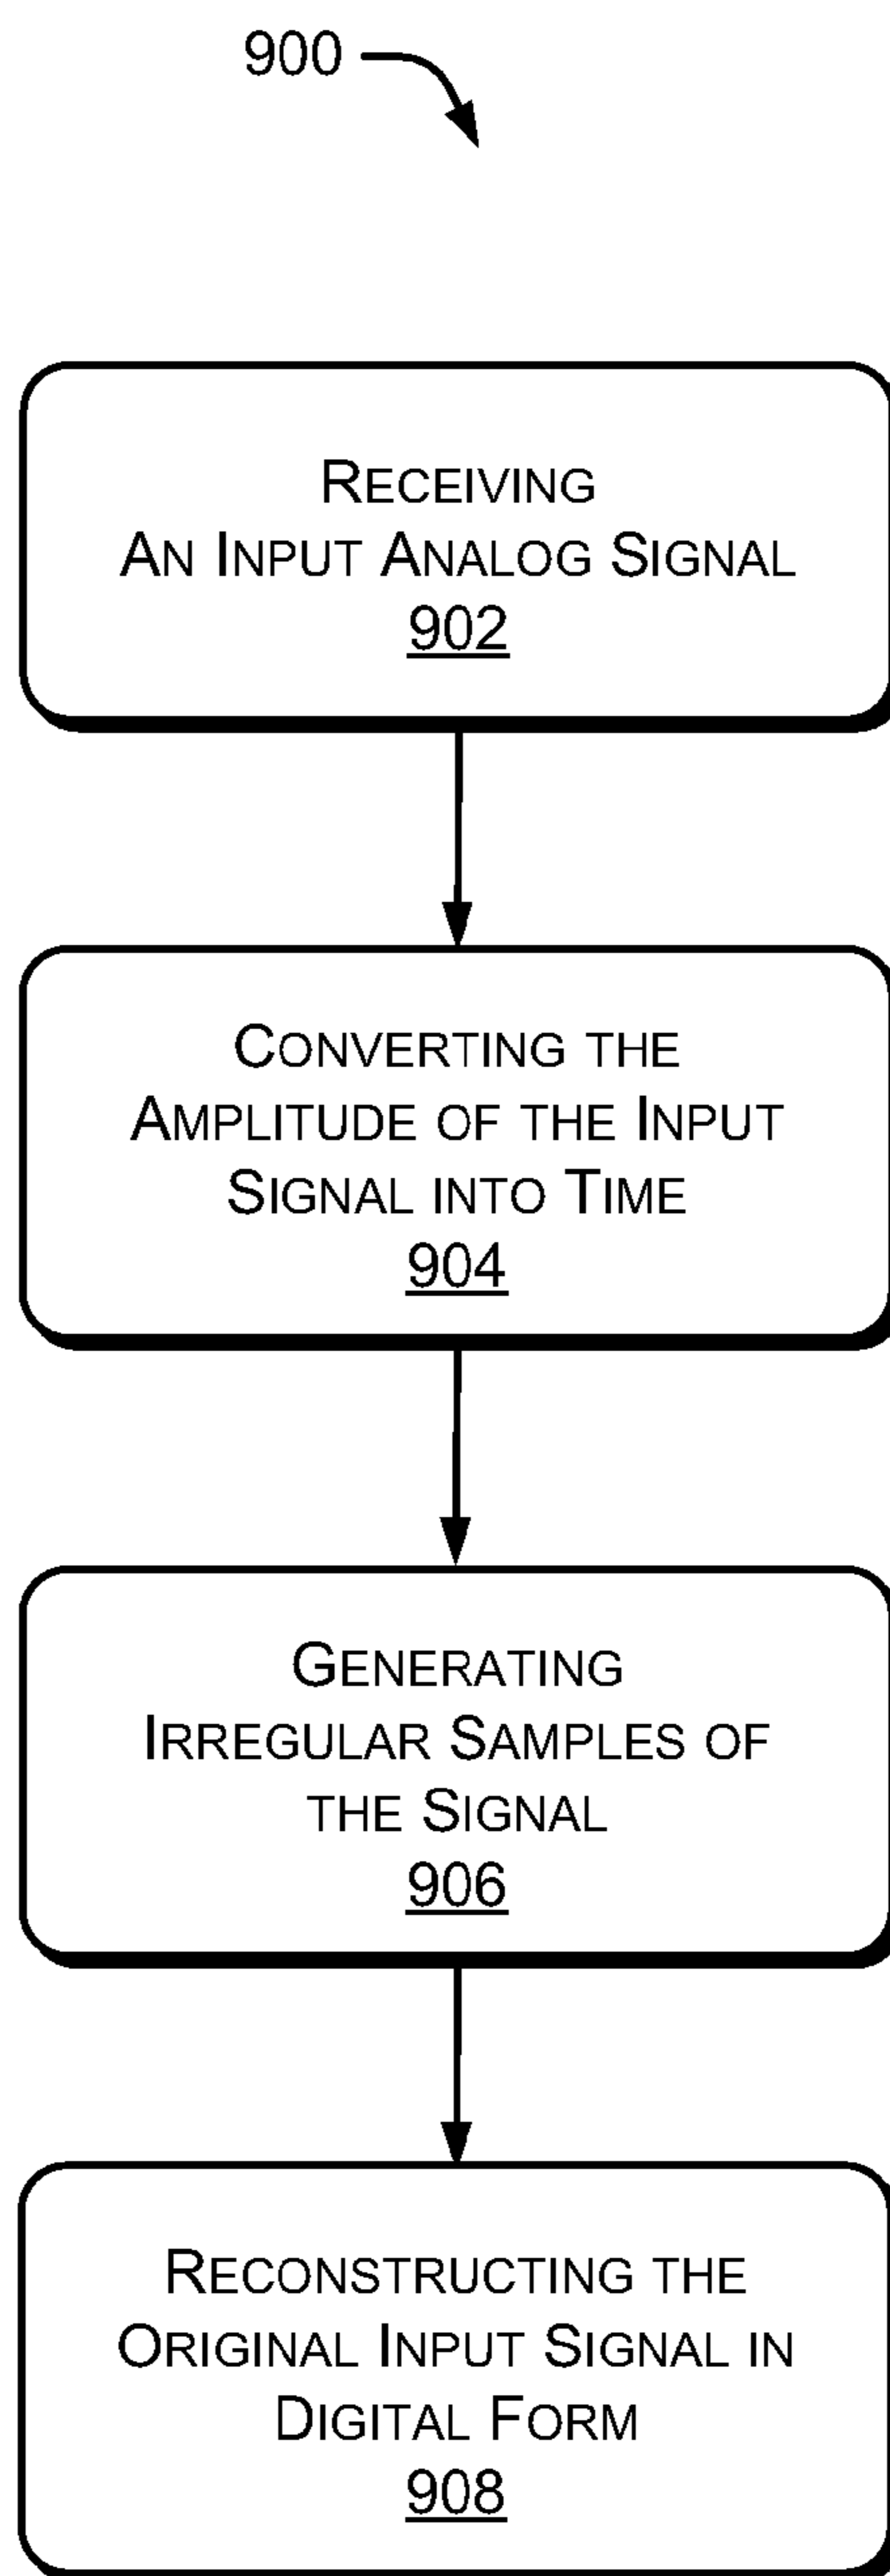 900
RECEIVING
AN INPUT ANALOG SIGNAL
902
CONVERTING THE
AMPLITUDE OF THE INPUT
SIGNAL INTO TIME
904
GENERATING
IRREGULAR SAMPLES OF
THE SIGNAL
906
RECONSTRUCTING THE
ORIGINAL INPUT SIGNAL IN
DIGITAL FORM
908